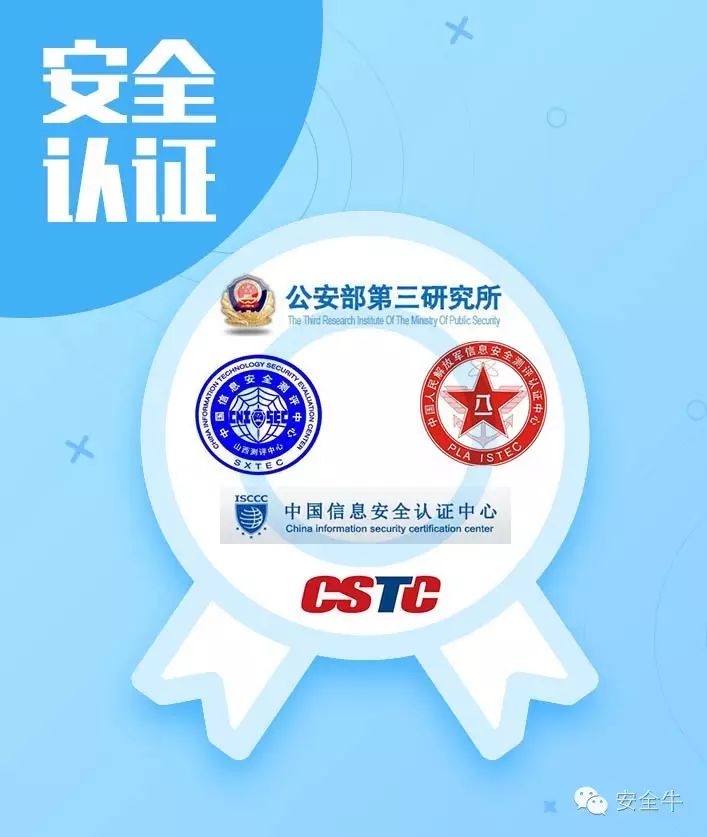 安全
认证
公安部第三研究所
The Third Research Institute Of The Ministry Of Public Security
CHINA INFORMATION TECHNOLOGY SECURITY EVALUATION CENTER
中国信息安全测评中心
CNITSEC
山西测评中心
SXTEC
中国人民解放军信息安全测评认证中心
八一
PLA ISTEC
ISCCC
中国信息安全认证中心
China information security certification center
CSTC
安全牛